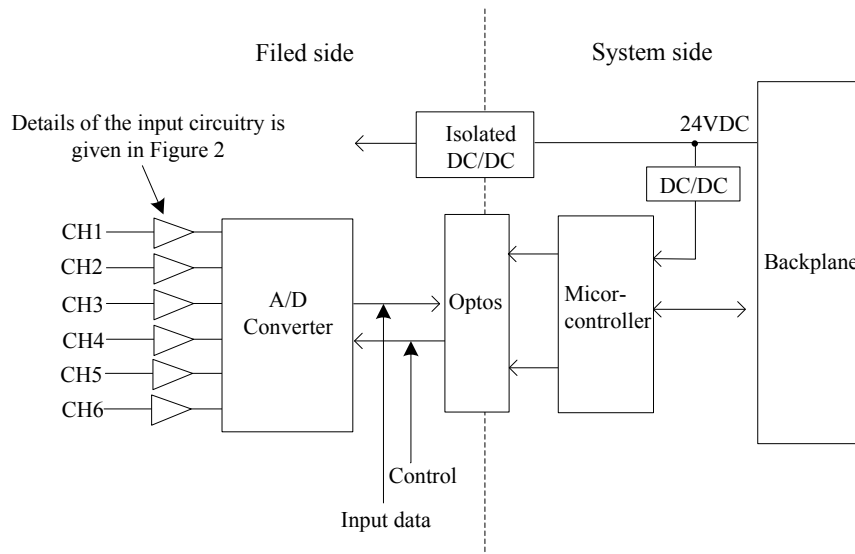 Filed side
System side
Details of the input circuitry is
given in Figure 2
Isolated
DC/DC
24VDC
DC/DC
CH1
CH2
CH3
CH4
CH5
CH6
A/D
Converter
Optos
Micor-
controller
Backplane
Control
Input data